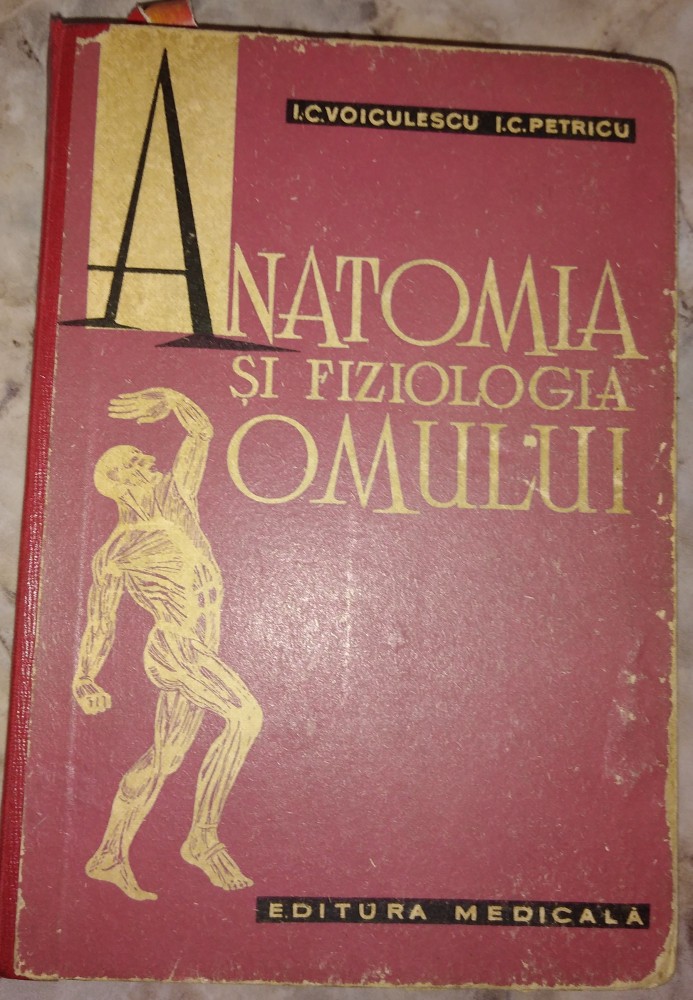 I.C.VOICULESCU I.C.PETRICU
ANATOMIA
ȘI FIZIOLOGIA
OMULUI
EDITURA MEDICALĂ